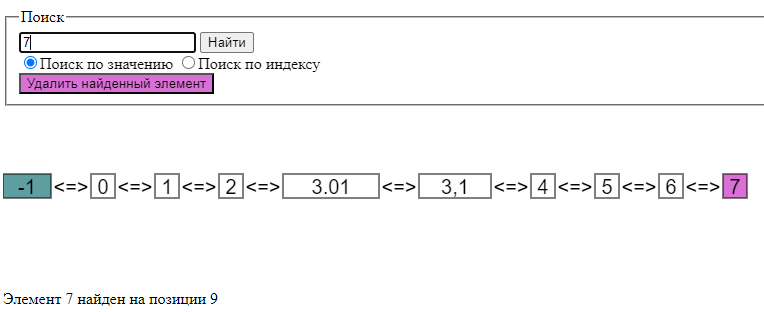 Поиск
7
Найти
Поиск по значению Поиск по индексу
Удалить найденный элемент
-1 <=> 0 <=> 1 <=> 2 <=> 3.01 <=> 3,1 <=> 4 <=> 5 <=> 6 <=> 7
Элемент 7 найден на позиции 9